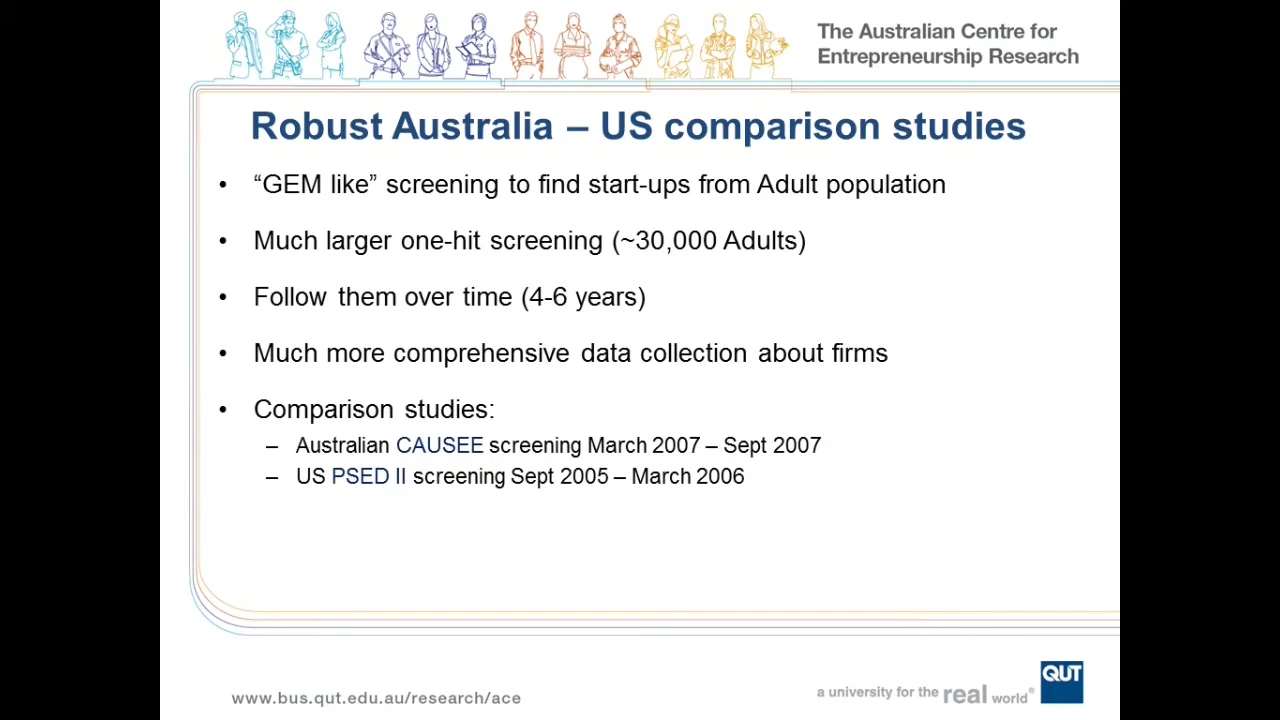 The Australian Centre for
Entrepreneurship Research
Robust Australia – US comparison studies
• “GEM like” screening to find start-ups from Adult population
• Much larger one-hit screening (~30,000 Adults)
• Follow them over time (4-6 years)
• Much more comprehensive data collection about firms
• Comparison studies:
– Australian CAUSEE screening March 2007 – Sept 2007
– US PSED II screening Sept 2005 – March 2006
www.bus.qut.edu.au/research/ace
a university for the real world®
QUT